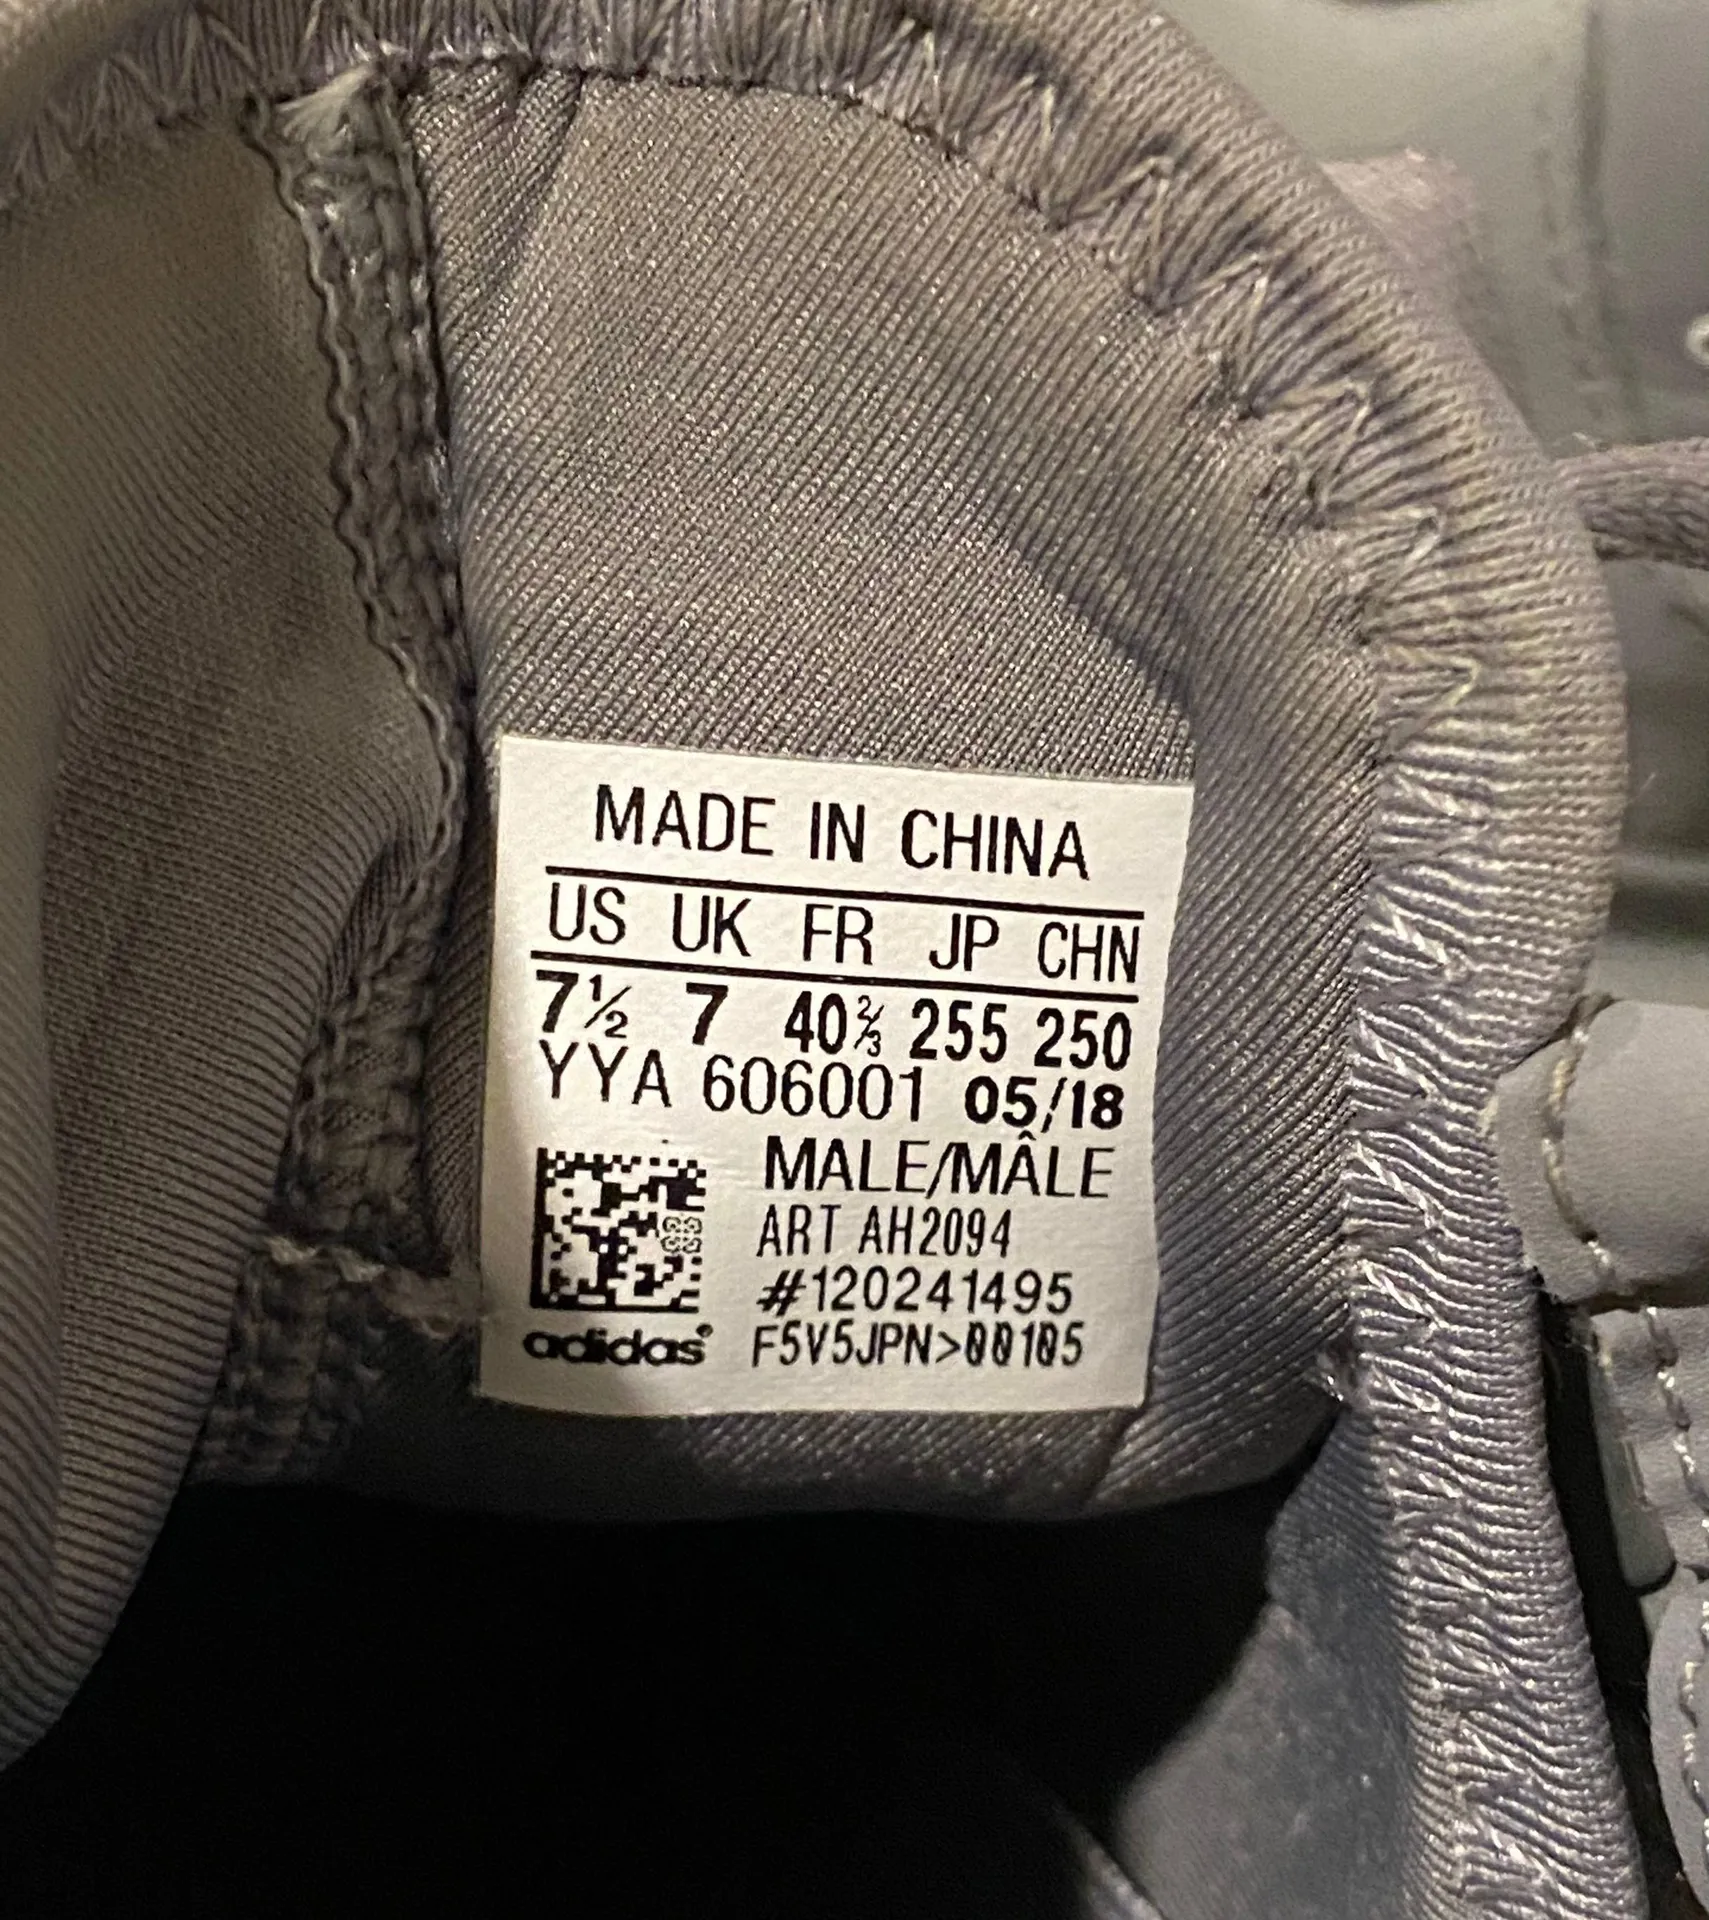 MADE IN CHINA
US UK FR JP CHN
7½ 7 40⅔ 255 250
YYA 606001 05/18
MALE/MÂLE
ART AH2094
#120241495
adidas® F5V5JPN>00105